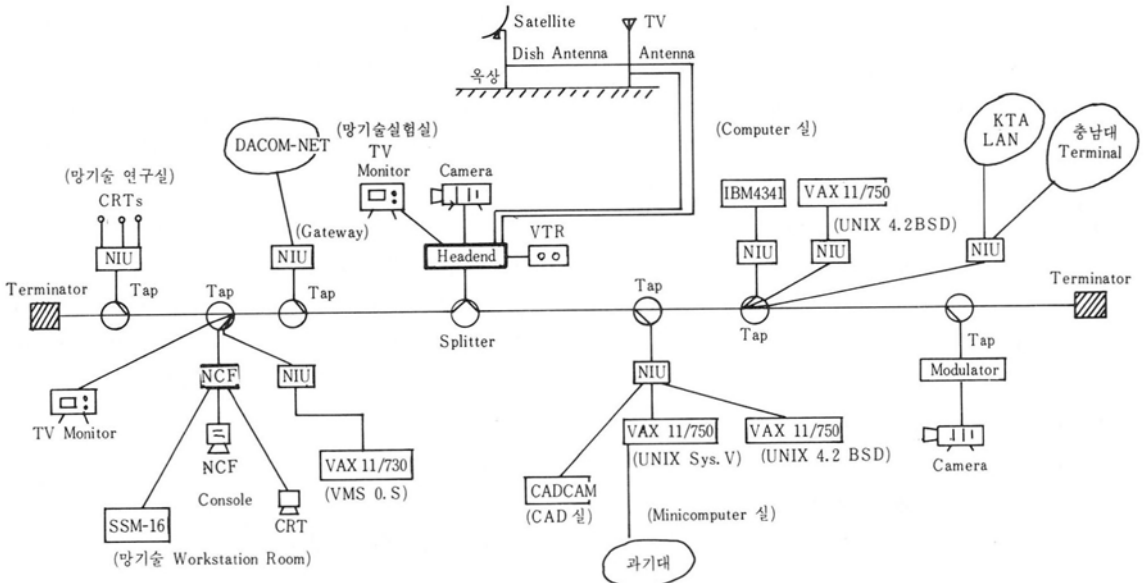 Satellite
TV
Dish Antenna
Antenna
옥상
DACOM-NET
(망기술실험실)
TV
Monitor
Camera
(Computer 실)
KTA
LAN
충남대
Terminal
(망기술 연구실)
CRTs
IBM4341
VAX 11/750
(UNIX 4.2BSD)
(Gateway)
VTR
NIU
NIU
Headend
NIU
NIU
NIU
Terminator
Tap
Tap
Tap
Tap
Terminator
Splitter
Tap
Tap
NCF
NIU
NIU
Modulator
TV Monitor
NCF
Console
VAX 11/730
(VMS O.S)
VAX 11/750
(UNIX Sys.V)
VAX 11/750
(UNIX 4.2 BSD)
Camera
SSM-16
CRT
CADCAM
(CAD 실)
(Minicomputer 실)
(망기술 Workstation Room)
과기대